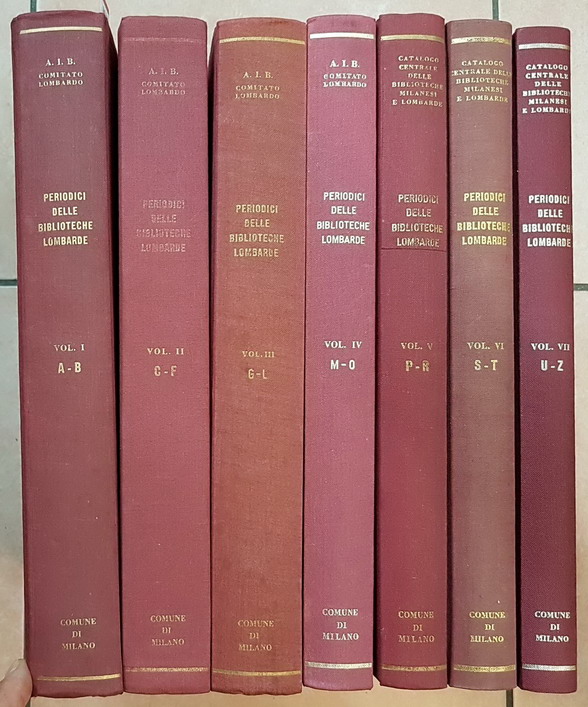 A. I. B.
COMITATO
LOMBARDO
PERIODICI
DELLE
BIBLIOTECHE
LOMBARDE
VOL. I
A-B
COMUNE
DI
MILANO
A. I. B.
COMITATO
LOMBARDO
PERIODICI
DELLE
BIBLIOTECHE
LOMBARDE
VOL. II
C-F
COMUNE
DI
MILANO
A. I. B.
COMITATO
LOMBARDO
PERIODICI
DELLE
BIBLIOTECHE
LOMBARDE
VOL. III
G-L
COMUNE
DI
MILANO
A. I. B.
COMITATO
LOMBARDO
PERIODICI
DELLE
BIBLIOTECHE
LOMBARDE
VOL. IV
M-O
COMUNE
DI
MILANO
CATALOGO
CENTRALE
DELLE
BIBLIOTECHE
MILANESI
E LOMBARDE
PERIODICI
DELLE
BIBLIOTECHE
LOMBARDE
VOL. V
P-R
COMUNE
DI
MILANO
CATALOGO
CENTRALE DELLE
BIBLIOTECHE
MILANESI
E LOMBARDE
PERIODICI
DELLE
BIBLIOTECHE
LOMBARDE
VOL. VI
S-T
COMUNE
DI
MILANO
CATALOGO
CENTRALE
DELLE
BIBLIOTECHE
MILANESI
E LOMBARDE
PERIODICI
DELLE
BIBLIOTECHE
LOMBARDE
VOL. VII
U-Z
COMUNE
DI
MILANO